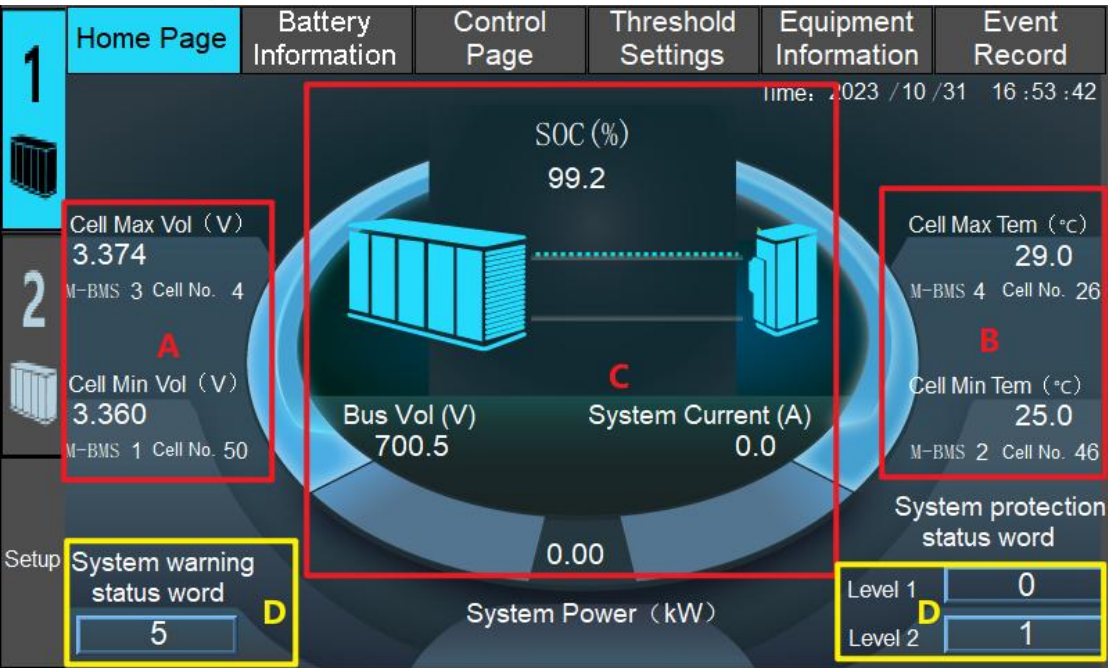 1
Home Page
Battery
Information
Control
Page
Threshold
Settings
Equipment
Information
Event
Record
Time: 2023 /10 /31 16 :53 :42
SOC(%)
99.2
Cell Max Vol（V）
3.374
M-BMS 3 Cell No. 4
A
Cell Min Vol（V）
3.360
M-BMS 1 Cell No. 50
2
Cell Max Tem（℃）
29.0
M-BMS 4 Cell No. 26
B
Cell Min Tem（℃）
25.0
M-BMS 2 Cell No. 46
C
Bus Vol (V)
700.5
System Current (A)
0.0
0.00
System Power（kW）
Setup
System warning
status word
5
D
System protection
status word
Level 1 0
D
Level 2 1